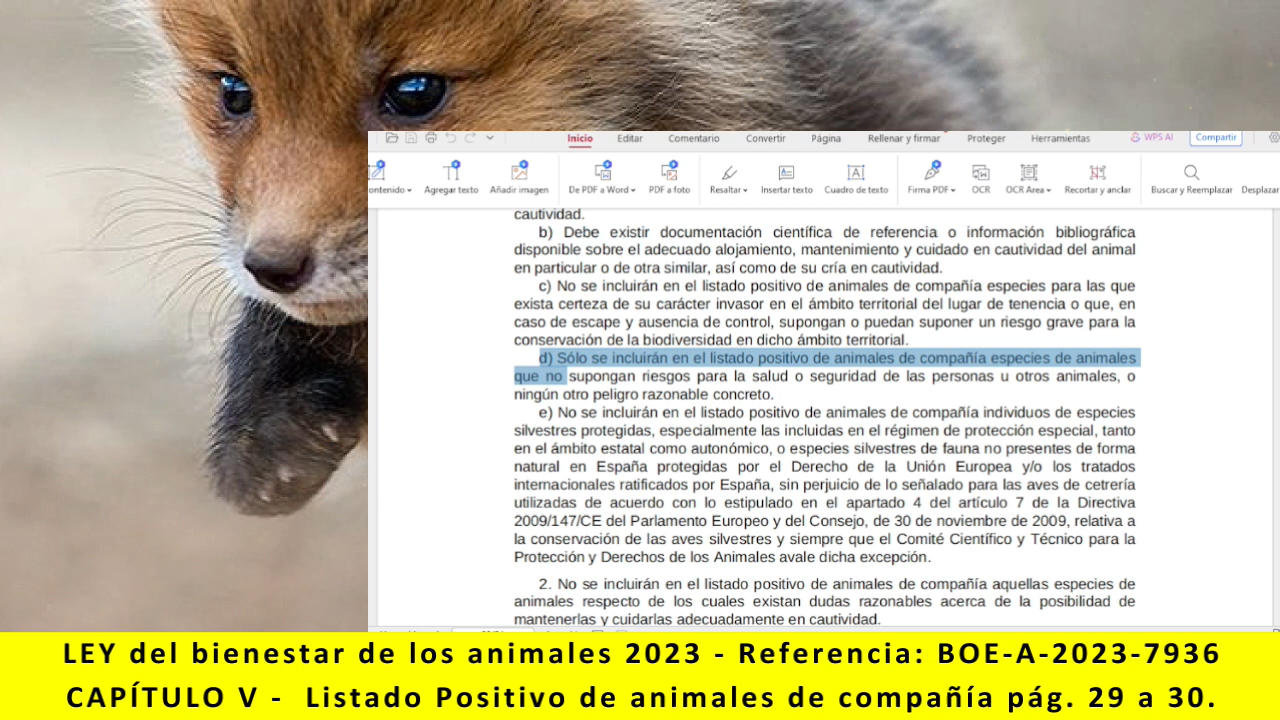 Inicio Editar Comentario Convertir Página Rellenar y firmar Proteger Herramientas WPS AI Compartir
ontenido Agregar texto Añadir imagen De PDF a Word PDF a foto Resaltar Insertar texto Cuadro de texto Firma PDF OCR OCR Área Recortar y anclar Buscar y Reemplazar Desplazar
cautividad.
b) Debe existir documentación científica de referencia o información bibliográfica
disponible sobre el adecuado alojamiento, mantenimiento y cuidado en cautividad del animal
en particular o de otra similar, así como de su cría en cautividad.
c) No se incluirán en el listado positivo de animales de compañía especies para las que
exista certeza de su carácter invasor en el ámbito territorial del lugar de tenencia o que, en
caso de escape y ausencia de control, supongan o puedan suponer un riesgo grave para la
conservación de la biodiversidad en dicho ámbito territorial.
d) Sólo se incluirán en el listado positivo de animales de compañía especies de animales
que no supongan riesgos para la salud o seguridad de las personas u otros animales, o
ningún otro peligro razonable concreto.
e) No se incluirán en el listado positivo de animales de compañía individuos de especies
silvestres protegidas, especialmente las incluidas en el régimen de protección especial, tanto
en el ámbito estatal como autonómico, o especies silvestres de fauna no presentes de forma
natural en España protegidas por el Derecho de la Unión Europea y/o los tratados
internacionales ratificados por España, sin perjuicio de lo señalado para las aves de cetrería
utilizadas de acuerdo con lo estipulado en el apartado 4 del artículo 7 de la Directiva
2009/147/CE del Parlamento Europeo y del Consejo, de 30 de noviembre de 2009, relativa a
la conservación de las aves silvestres y siempre que el Comité Científico y Técnico para la
Protección y Derechos de los Animales avale dicha excepción.
2. No se incluirán en el listado positivo de animales de compañía aquellas especies de
animales respecto de los cuales existan dudas razonables acerca de la posibilidad de
mantenerlas y cuidarlas adecuadamente en cautividad.
LEY del bienestar de los animales 2023 - Referencia: BOE-A-2023-7936
CAPÍTULO V - Listado Positivo de animales de compañía pág. 29 a 30.